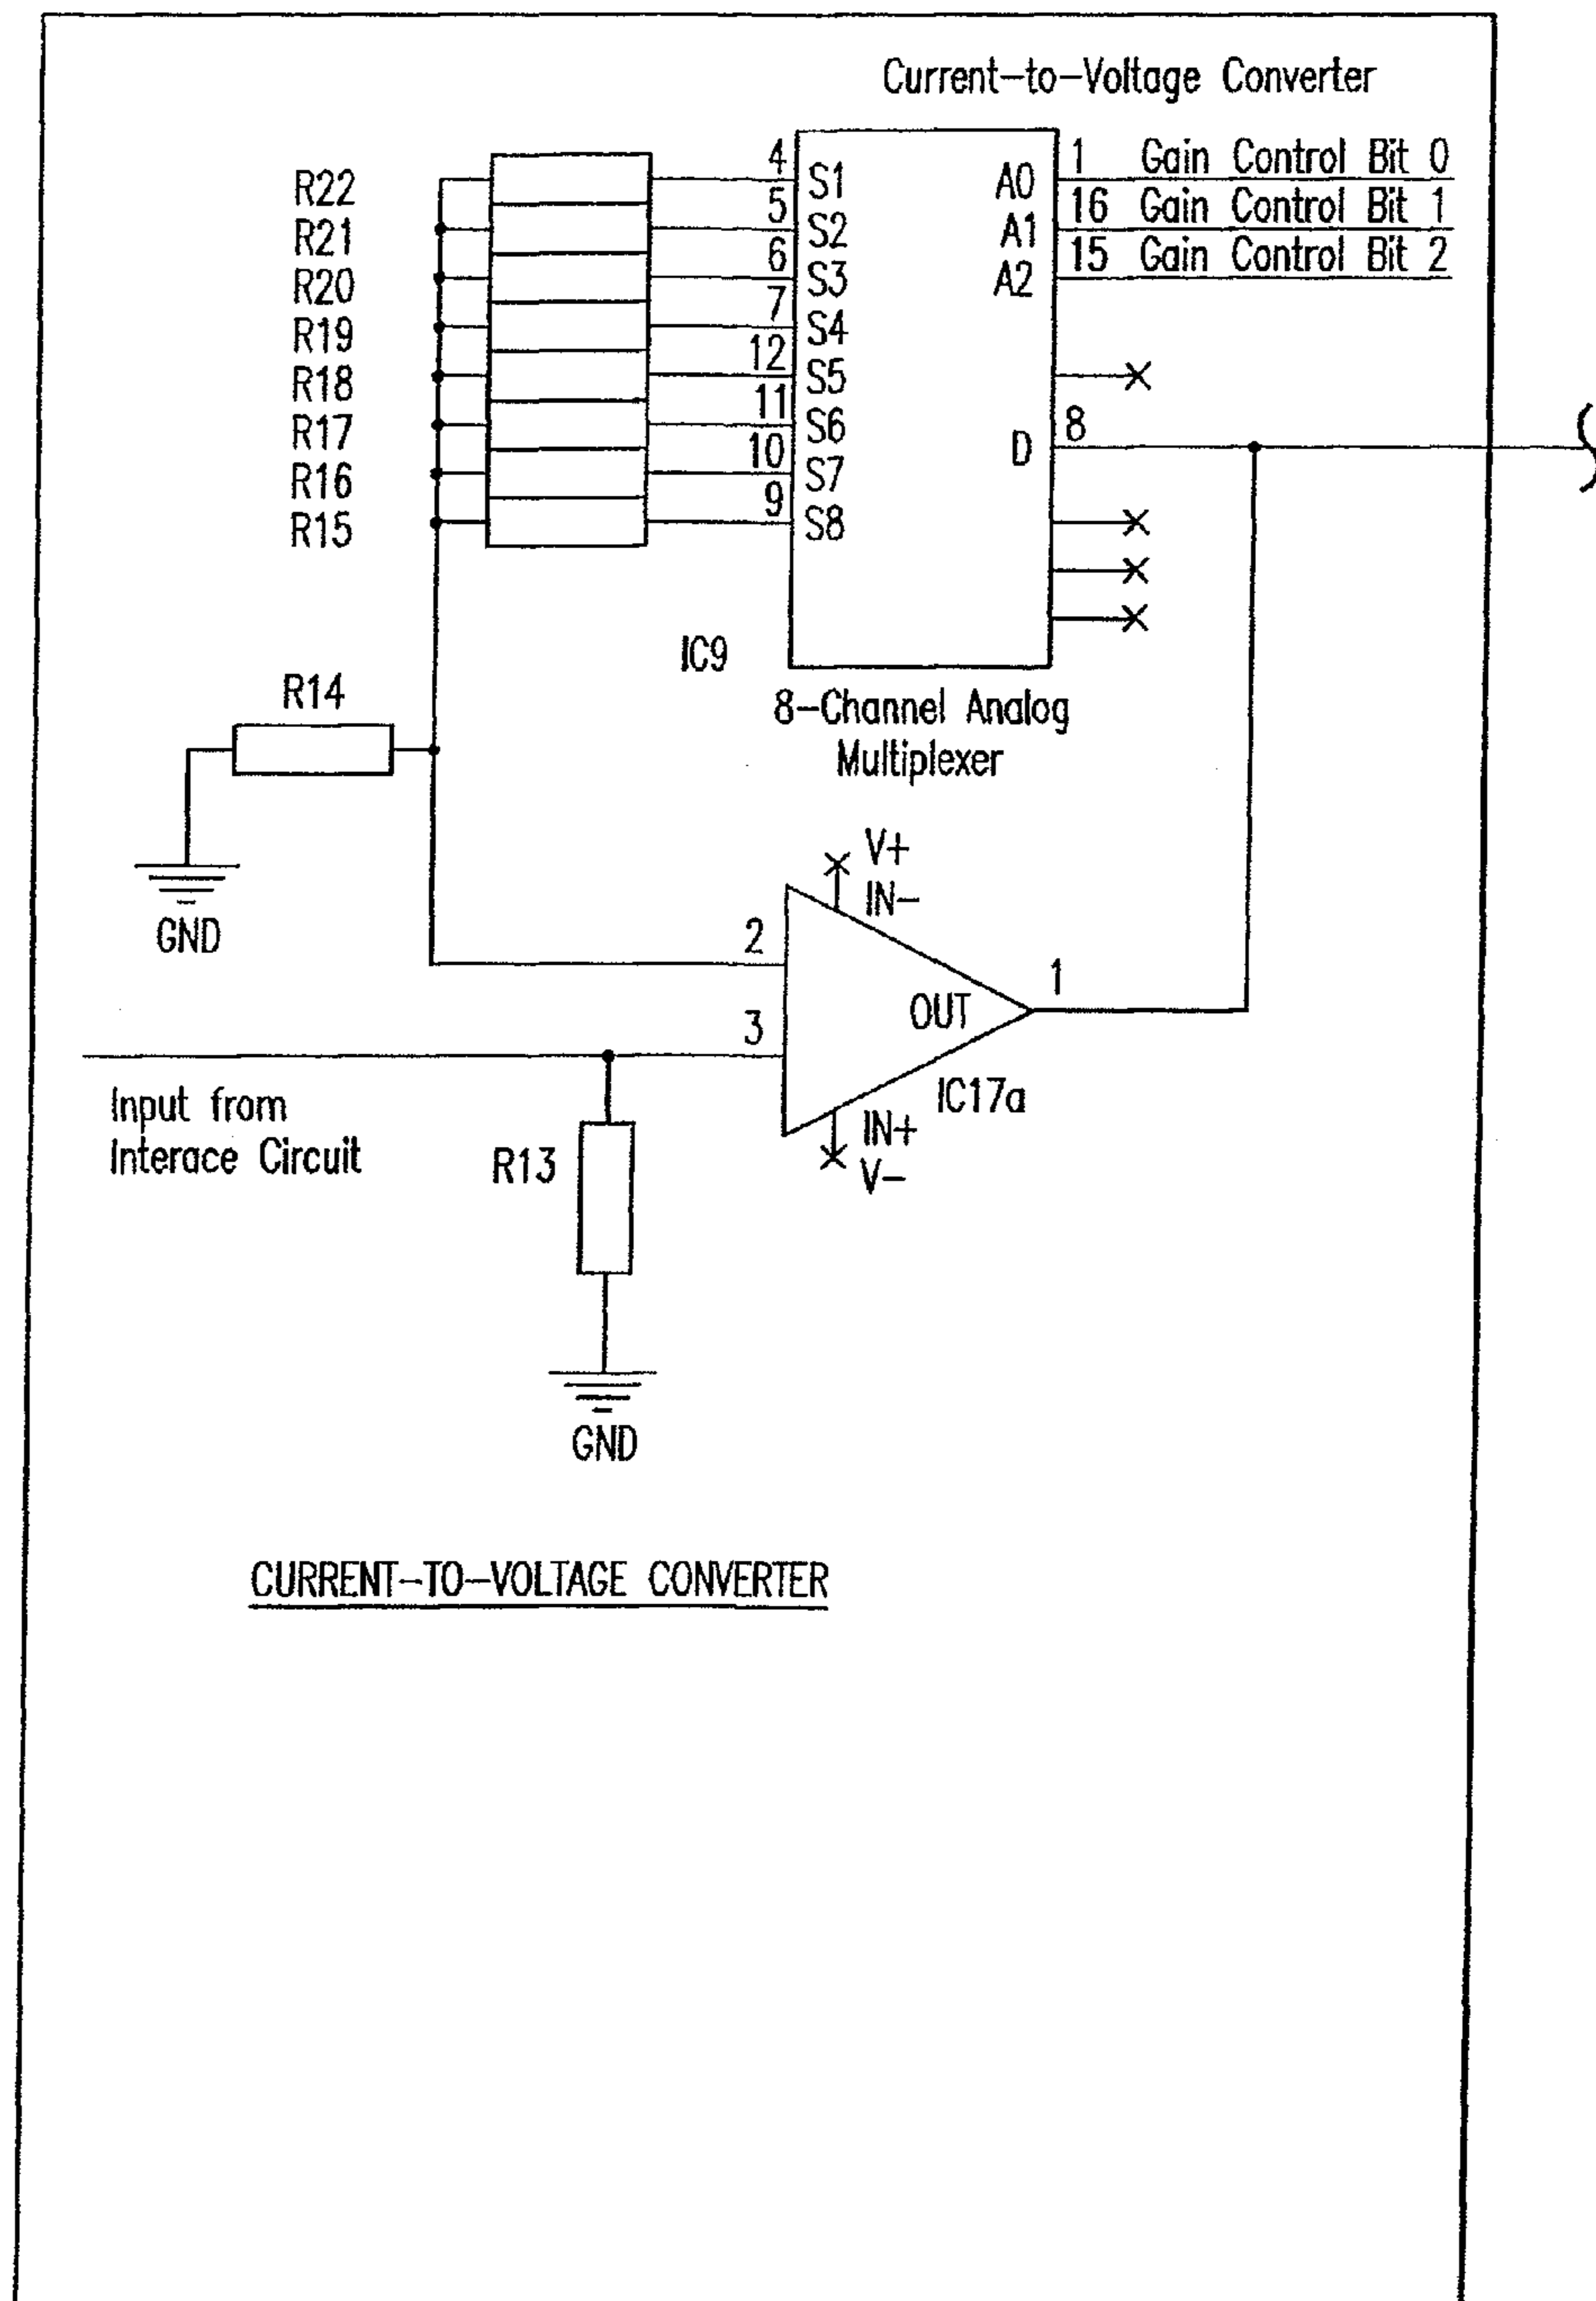 Current-to-Voltage Converter
R22
R21
R20
R19
R18
R17
R16
R15
4
5
6
7
12
11
10
9
S1
S2
S3
S4
S5
S6
S7
S8
A0
A1
A2
D
1 Gain Control Bit 0
16 Gain Control Bit 1
15 Gain Control Bit 2
8
IC9
8-Channel Analog
Multiplexer
R14
GND
V+
IN-
2
3
OUT
1
IC17a
IN+
V-
Input from
Interace Circuit
R13
GND
CURRENT-TO-VOLTAGE CONVERTER